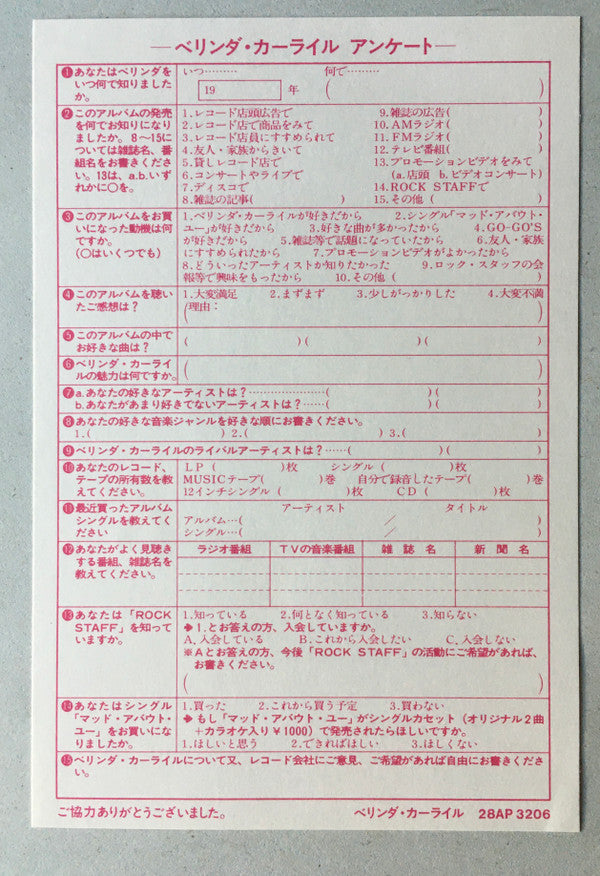 ベリンダ・カーライル アンケート
❶あなたはベリンダを
いつ何で知りました
か。
いつ……… 何で………
19 年 ( )
❷このアルバムの発売
を何でお知りになり
ましたか。8〜15に
ついては雑誌名、番
組名をお書きくださ
い。13は、a.b.いず
れかに○を。
1.レコード店頭広告で
2.レコード店で商品をみて
3.レコード店員にすすめられて
4.友人・家族からきいて
5.貸しレコード店で
6.コンサートやライブで
7.ディスコで
8.雑誌の記事( )
9.雑誌の広告( )
10.AMラジオ( )
11.FMラジオ( )
12.テレビ番組( )
13.プロモーションビデオをみて
(a.店頭 b.ビデオコンサート)
14.ROCK STAFFで
15.その他( )
❸このアルバムをお買
いになった動機は何
ですか。
(○はいくつでも)
1.ベリンダ・カーライルが好きだから 2.シングル「マッド・アバウト・
ユー」が好きだから 3.好きな曲が多かったから 4.GO-GO'S
が好きだから 5.雑誌等で話題になっていたから 6.友人・家族
にすすめられたから 7.プロモーションビデオがよかったから
8.どういったアーティストか知りたかった 9.ロック・スタッフの会
報等で興味をもったから 10.その他( )
❹このアルバムを聴い
たご感想は?
1.大変満足 2.まずまず 3.少しがっかりした 4.大変不満
(理由: )
❺このアルバムの中で
お好きな曲は?
( )( )( )
❻ベリンダ・カーライ
ルの魅力は何ですか。
( )
❼a.あなたの好きなアーティストは?…………………( )( )
b.あなたがあまり好きでないアーティストは?……( )( )
❽あなたの好きな音楽ジャンルを好きな順にお書きください。
1.( ) 2.( ) 3.( )
❾ベリンダ・カーライルのライバルアーティストは?……( )( )
❿あなたのレコード、
テープの所有数を教
えてください。
LP ( )枚 シングル ( )枚
MUSICテープ( )巻 自分で録音したテープ( )巻
12インチシングル ( )枚 CD ( )枚
⓫最近買ったアルバム
シングルを教えてく
ださい
アーティスト タイトル
アルバム…( / )
シングル…( / )
⓬あなたがよく見聴き
する番組、雑誌名を
教えてください。
ラジオ番組 TVの音楽番組 雑誌名 新聞名
⓭あなたは「ROCK
STAFF」を知って
いますか。
1.知っている 2.何となく知っている 3.知らない
➔1.とお答えの方、入会していますか。
A.入会している B.これから入会したい C.入会しない
※Aとお答えの方、今後「ROCK STAFF」の活動にご希望があれば、
お書きください。
( )
⓮あなたはシングル
「マッド・アバウト・
ユー」をお買いにな
りましたか。
1.買った 2.これから買う予定 3.買わない
➔もし「マッド・アバウト・ユー」がシングルカセット(オリジナル2曲
+カラオケ入り¥1000)で発売されたらほしいですか。
1.ほしいと思う 2.できればほしい 3.ほしくない
⓯ベリンダ・カーライルについて又、レコード会社にご意見、ご希望があれば自由にお書きくださ
い。
ご協力ありがとうございました。 ベリンダ・カーライル 28AP 3206